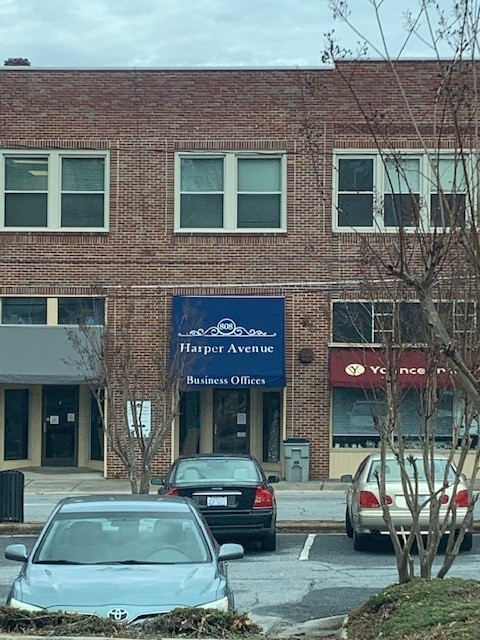 808
Harper Avenue
Business Offices
Y